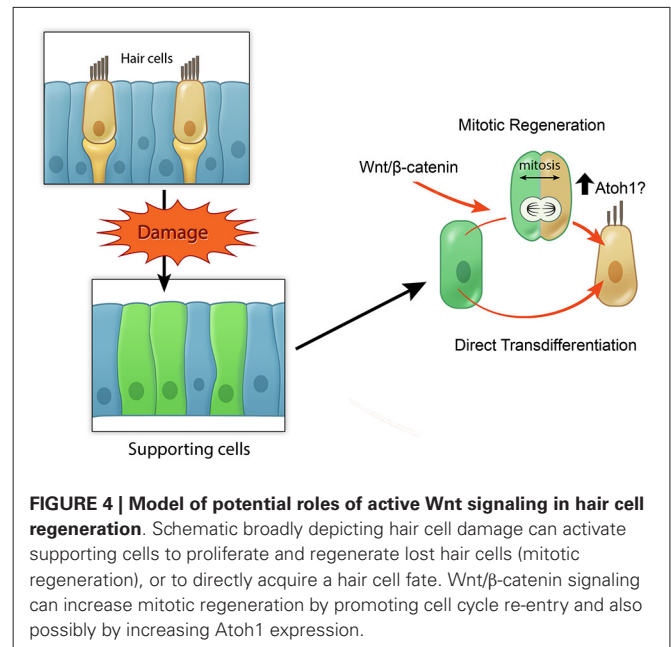 Hair cells
Damage
Supporting cells
Mitotic Regeneration
Wnt/β-catenin
mitosis
Atoh1?
Direct Transdifferentiation
FIGURE 4 | Model of potential roles of active Wnt signaling in hair cell
regeneration. Schematic broadly depicting hair cell damage can activate
supporting cells to proliferate and regenerate lost hair cells (mitotic
regeneration), or to directly acquire a hair cell fate. Wnt/β-catenin signaling
can increase mitotic regeneration by promoting cell cycle re-entry and also
possibly by increasing Atoh1 expression.